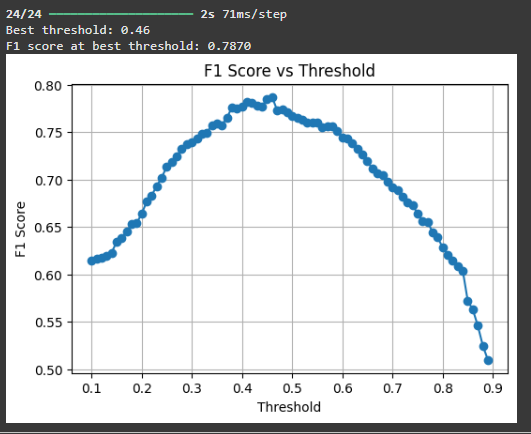 24/24 ━━━━━━━━━━━━━━━━━━━━ 2s 71ms/step
Best threshold: 0.46
F1 score at best threshold: 0.7870
F1 Score vs Threshold
0.80
0.75
0.70
0.65
0.60
0.55
0.50
F1 Score
0.1 0.2 0.3 0.4 0.5 0.6 0.7 0.8 0.9
Threshold